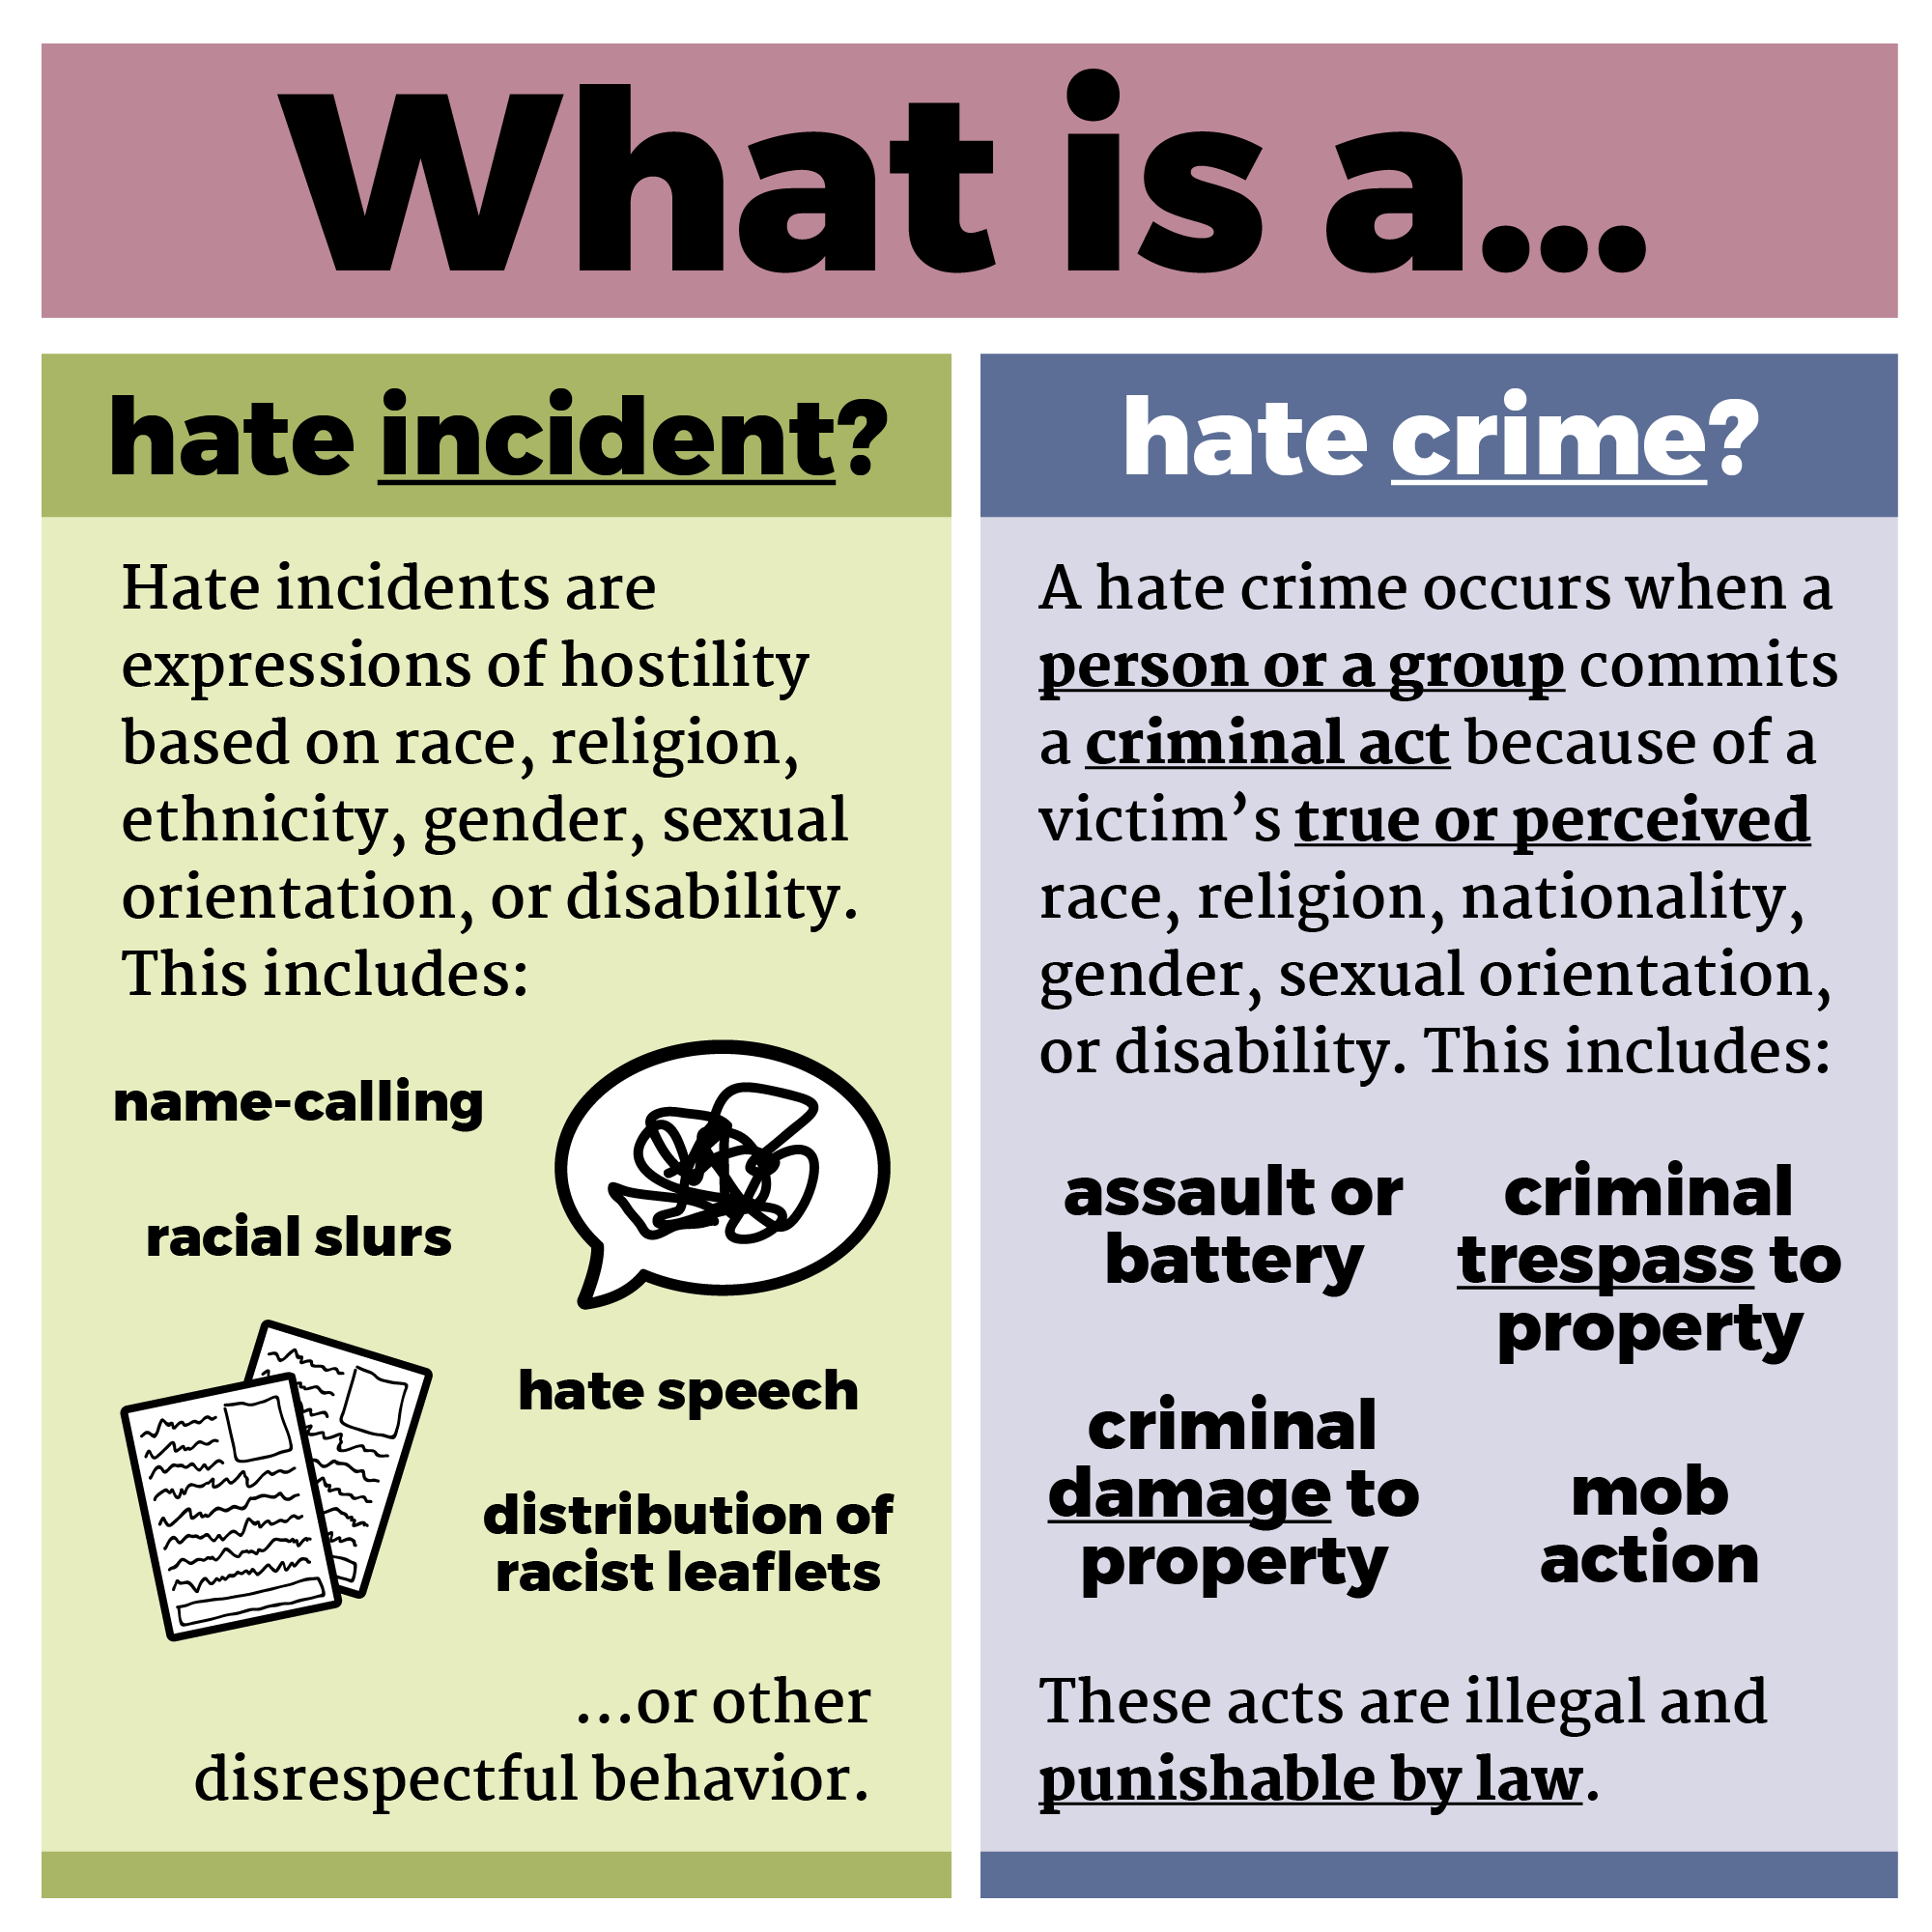 What is a...
hate incident?
Hate incidents are
expressions of hostility
based on race, religion,
ethnicity, gender, sexual
orientation, or disability.
This includes:
name-calling
racial slurs
hate speech
distribution of
racist leaflets
...or other
disrespectful behavior.
hate crime?
A hate crime occurs when a
person or a group commits
a criminal act because of a
victim’s true or perceived
race, religion, nationality,
gender, sexual orientation,
or disability. This includes:
assault or
battery
criminal
trespass to
property
criminal
damage to
property
mob
action
These acts are illegal and
punishable by law.